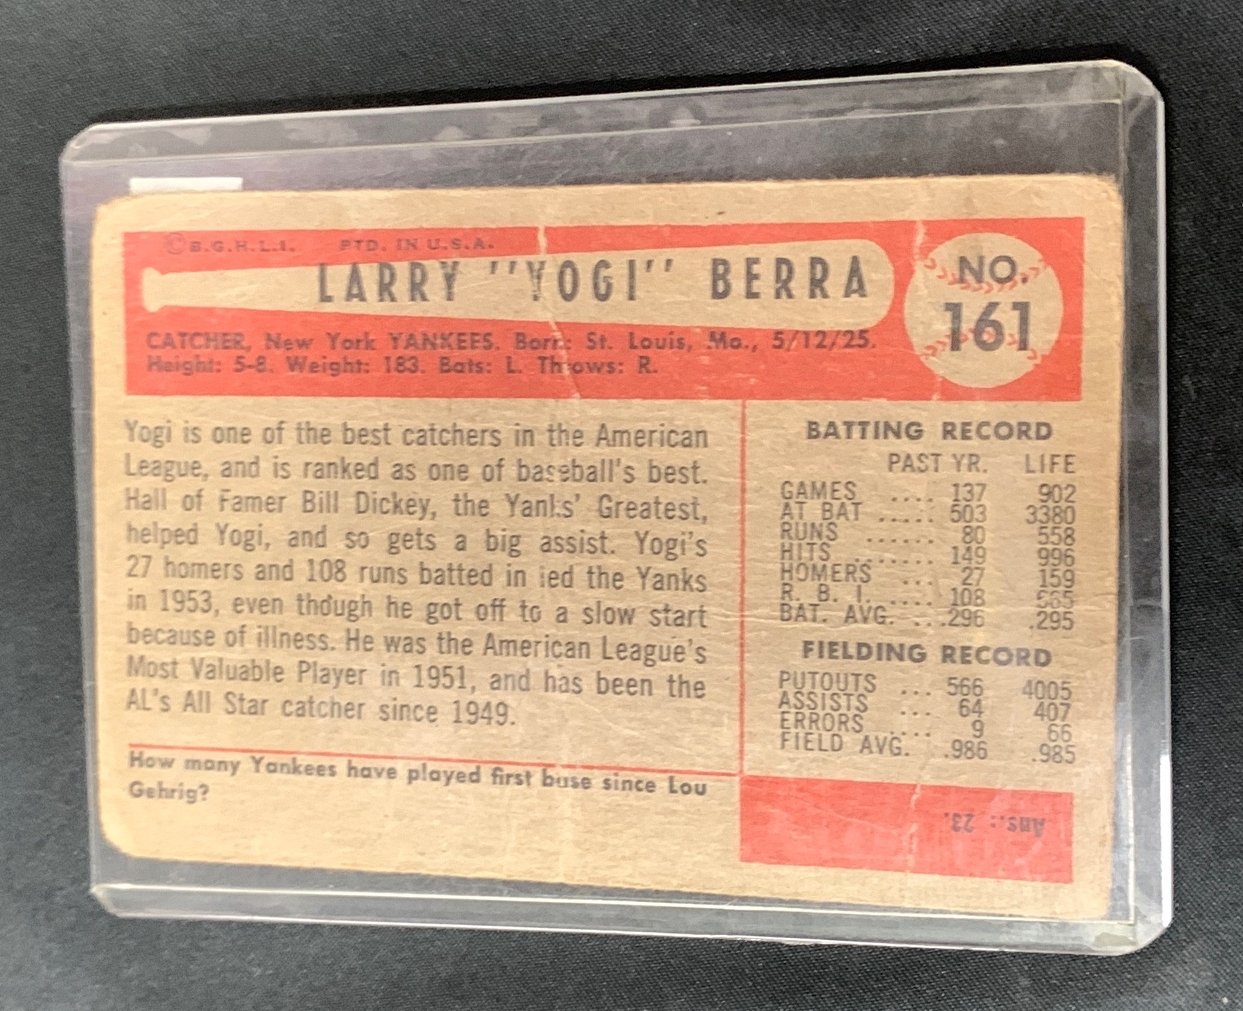 ©B.G.H.L.I. PTD. IN U.S.A.
LARRY "YOGI" BERRA
NO.
161
CATCHER, New York YANKEES. Born: St. Louis, Mo., 5/12/25.
Height: 5-8. Weight: 183. Bats: L. Throws: R.
Yogi is one of the best catchers in the American
League, and is ranked as one of baseball's best.
Hall of Famer Bill Dickey, the Yanks' Greatest,
helped Yogi, and so gets a big assist. Yogi's
27 homers and 108 runs batted in led the Yanks
in 1953, even though he got off to a slow start
because of illness. He was the American League's
Most Valuable Player in 1951, and has been the
AL's All Star catcher since 1949.
How many Yankees have played first base since Lou
Gehrig?
BATTING RECORD
PAST YR. LIFE
GAMES .... 137 902
AT BAT ..... 503 3380
RUNS ...... 80 558
HITS ....... 149 996
HOMERS ... 27 159
R. B. I. .... 108
BAT. AVG. ...296 .295
FIELDING RECORD
PUTOUTS ... 566 4005
ASSISTS ... 64 407
ERRORS .... 9 66
FIELD AVG. .986 .985
Ans.: 23.